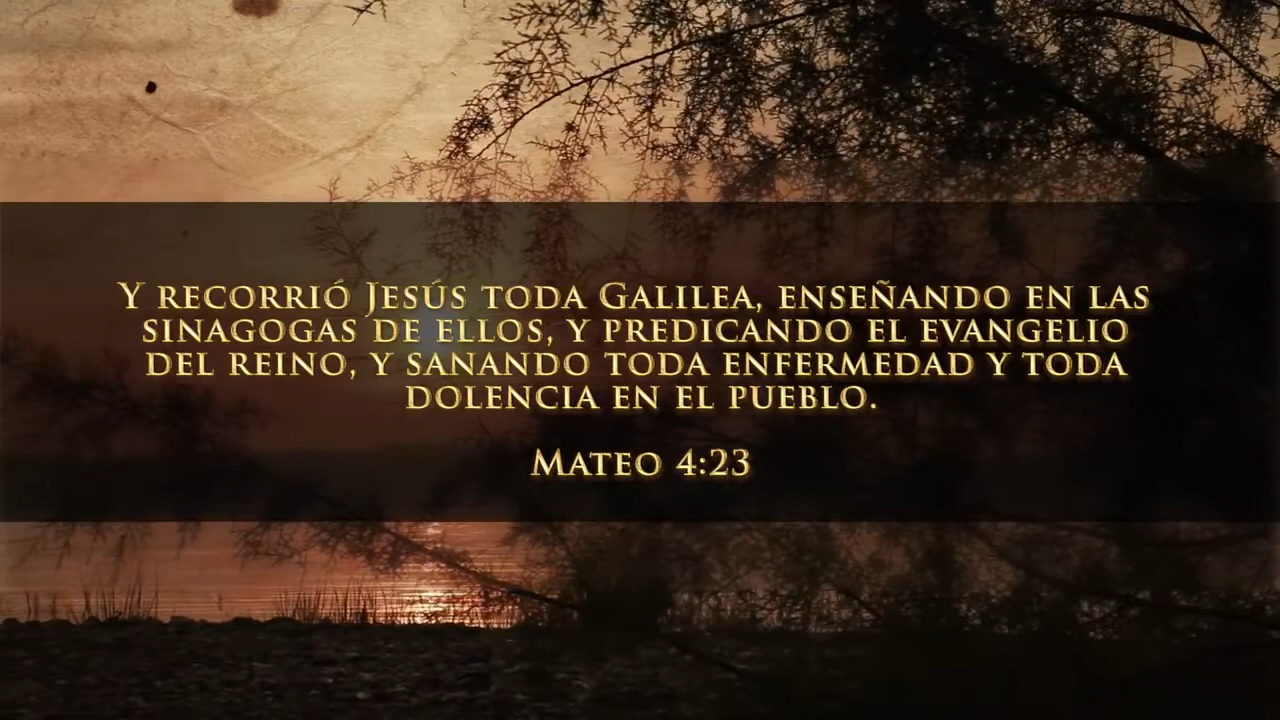 Y recorrió Jesús toda Galilea, enseñando en las
sinagogas de ellos, y predicando el evangelio
del reino, y sanando toda enfermedad y toda
dolencia en el pueblo.
Mateo 4:23